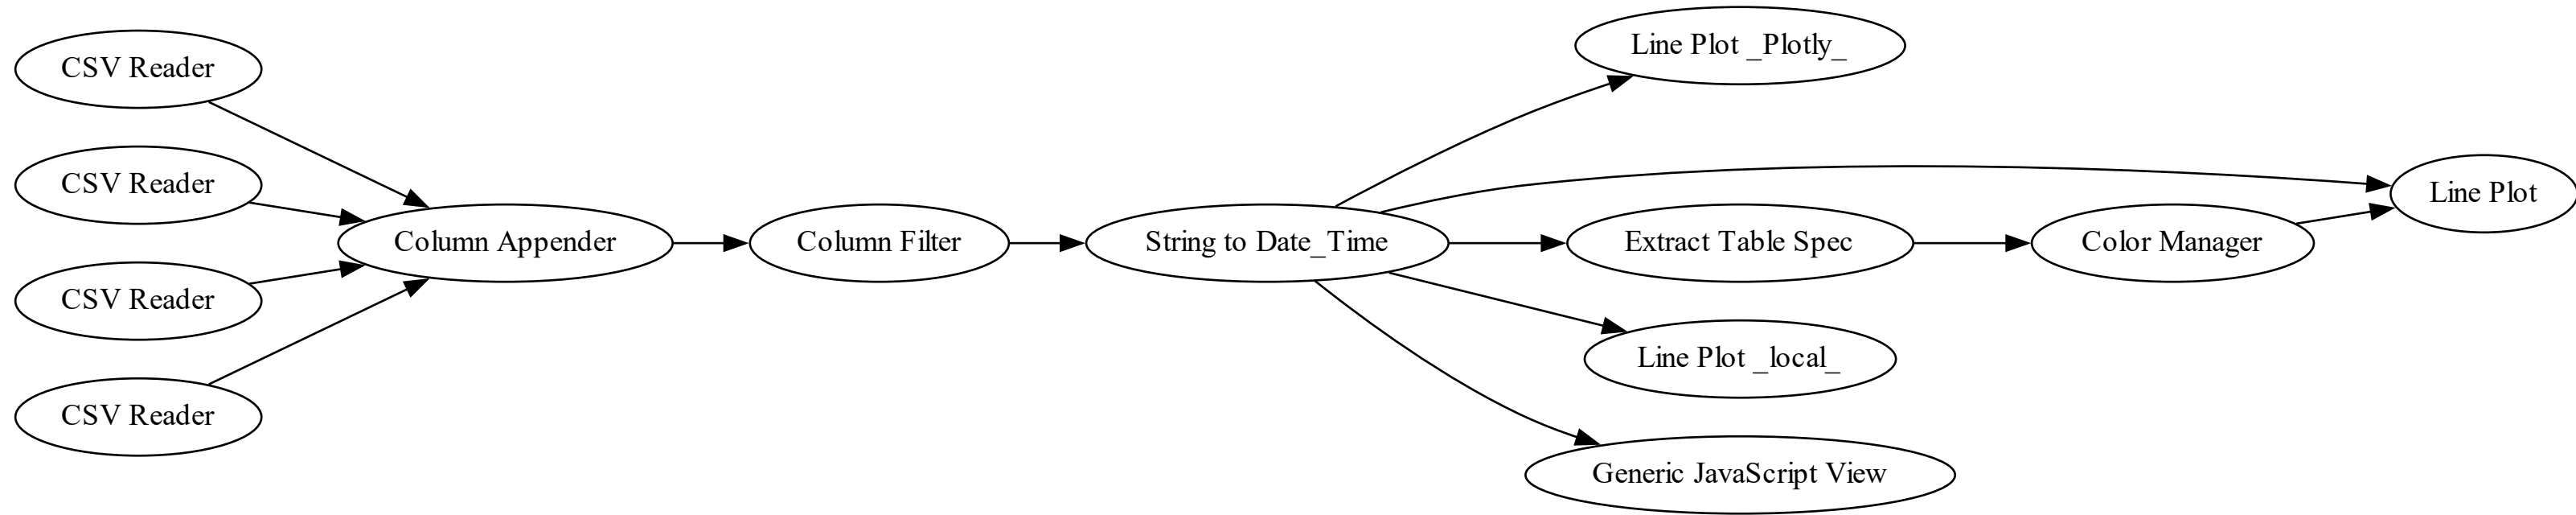 CSV Reader
CSV Reader
CSV Reader
CSV Reader
Column Appender
Column Filter
String to Date_Time
Line Plot _Plotly_
Extract Table Spec
Line Plot _local_
Generic JavaScript View
Color Manager
Line Plot